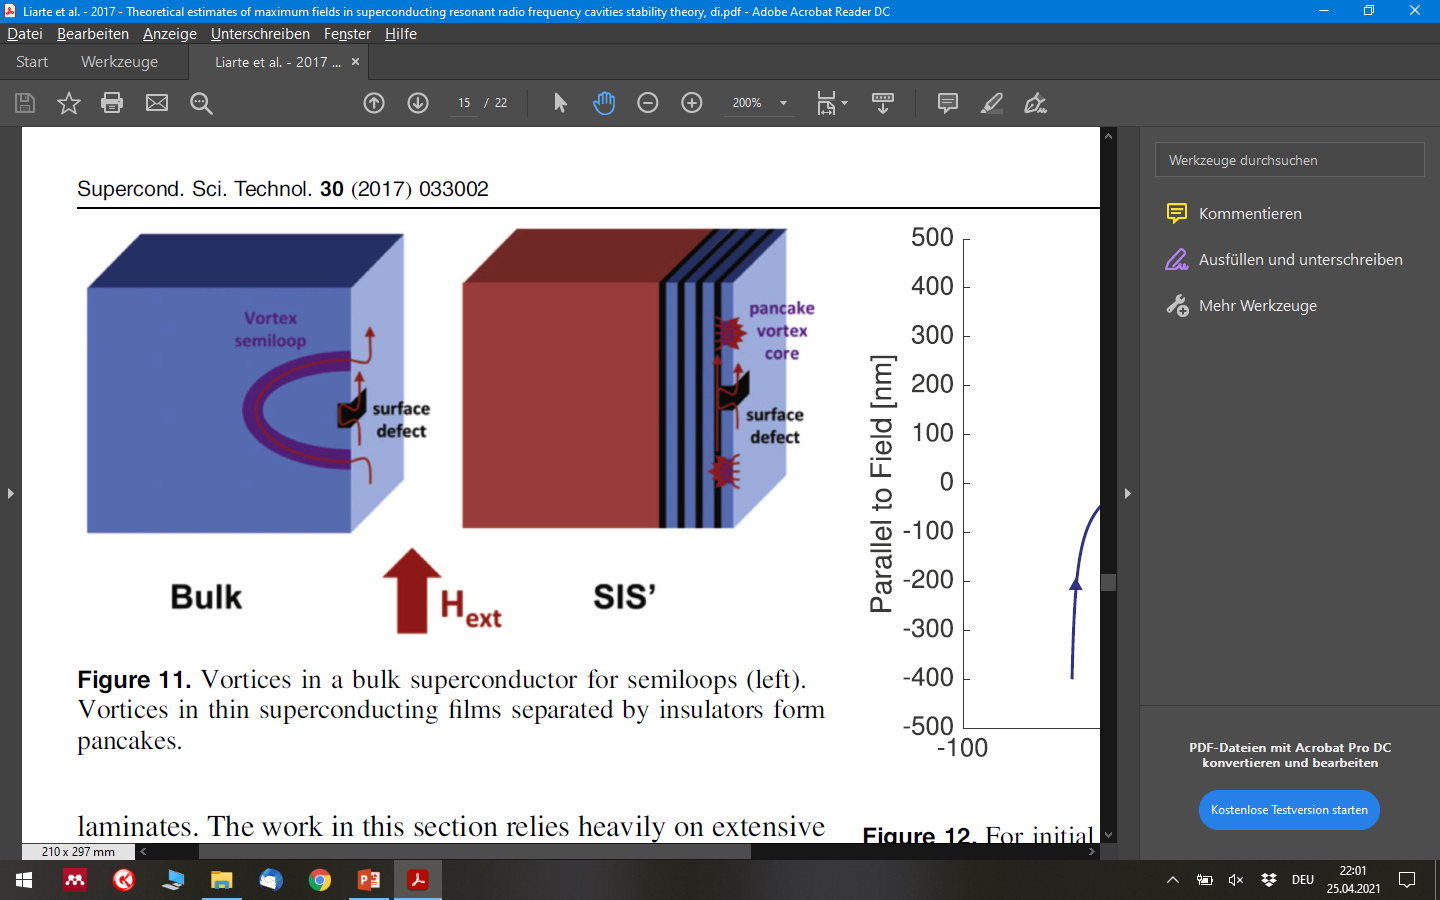 Liarte et al. - 2017 - Theoretical estimates of maximum fields in superconducting resonant radio frequency cavities stability theory, di.pdf - Adobe Acrobat Reader DC
Datei Bearbeiten Anzeige Unterschreiben Fenster Hilfe
Start Werkzeuge Liarte et al. - 2017 ... ×
15 / 22 200%
Supercond. Sci. Technol. 30 (2017) 033002
Vortex
semiloop
surface
defect
pancake
vortex
core
surface
defect
Bulk
Hext
SIS’
Figure 11. Vortices in a bulk superconductor for semiloops (left).
Vortices in thin superconducting films separated by insulators form
pancakes.
laminates. The work in this section relies heavily on extensive
Parallel to Field [nm]
500
400
300
200
100
0
-100
-200
-300
-400
-500
-100
Figure 12. For initial
Werkzeuge durchsuchen
Kommentieren
Ausfüllen und unterschreiben
Mehr Werkzeuge
PDF-Dateien mit Acrobat Pro DC
konvertieren und bearbeiten
Kostenlose Testversion starten
210 x 297 mm
DEU
22:01
25.04.2021